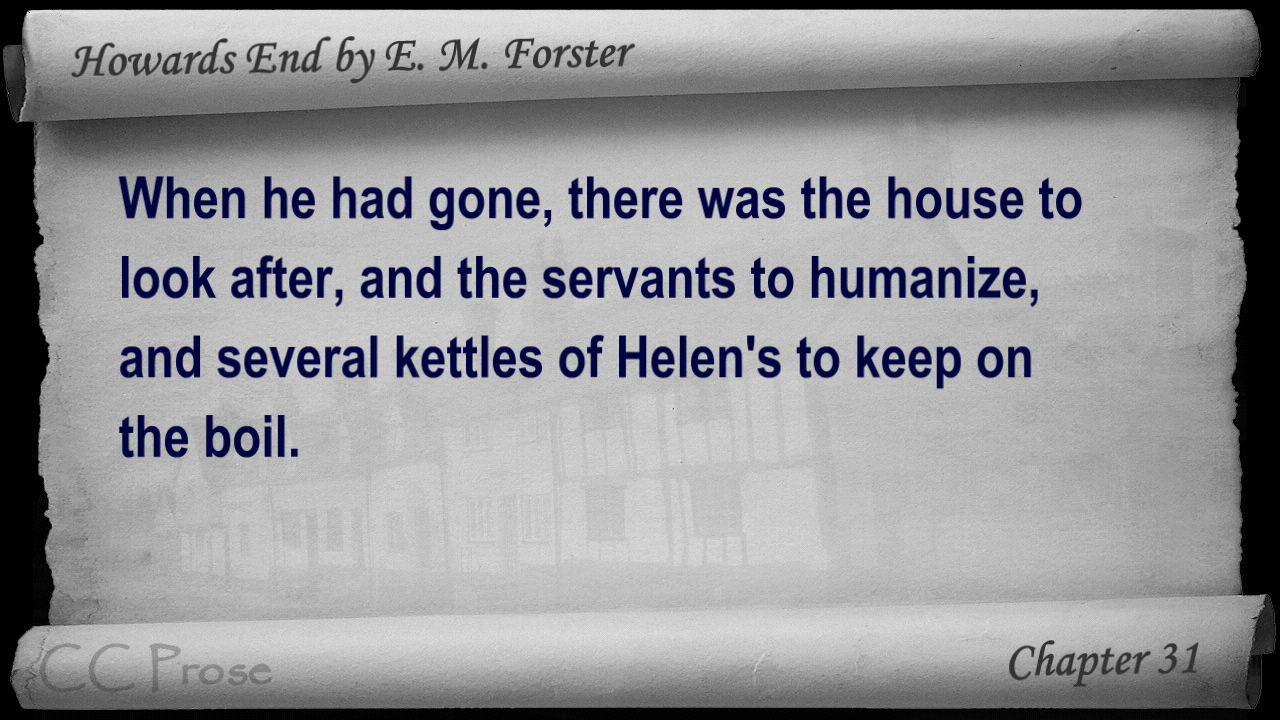 Howards End by E. M. Forster
When he had gone, there was the house to
look after, and the servants to humanize,
and several kettles of Helen's to keep on
the boil.
CC Prose
Chapter 31